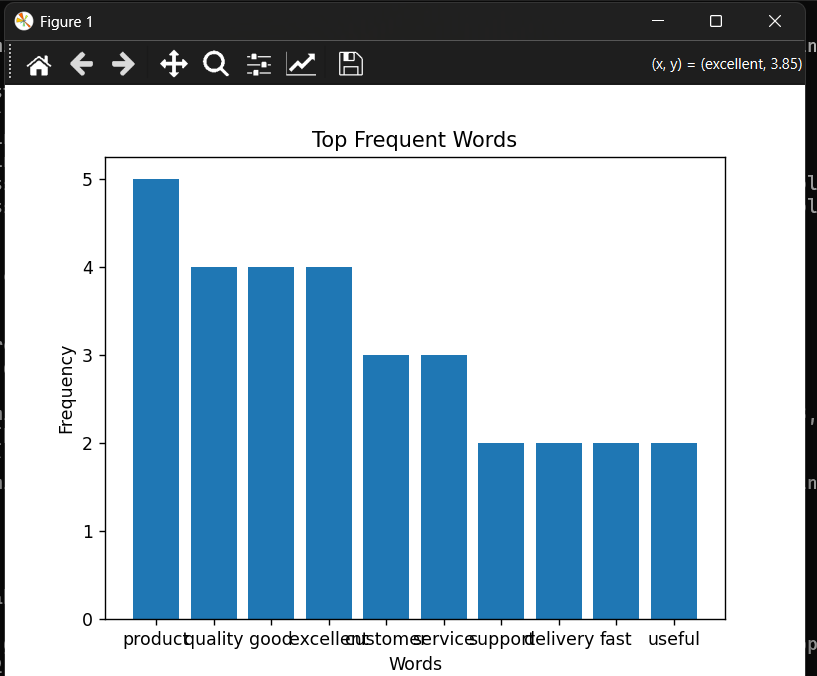 Figure 1
(x, y) = (excellent, 3.85)
Top Frequent Words
5
4
3
2
1
0
Frequency
product quality good excellent customer service support delivery fast useful
Words